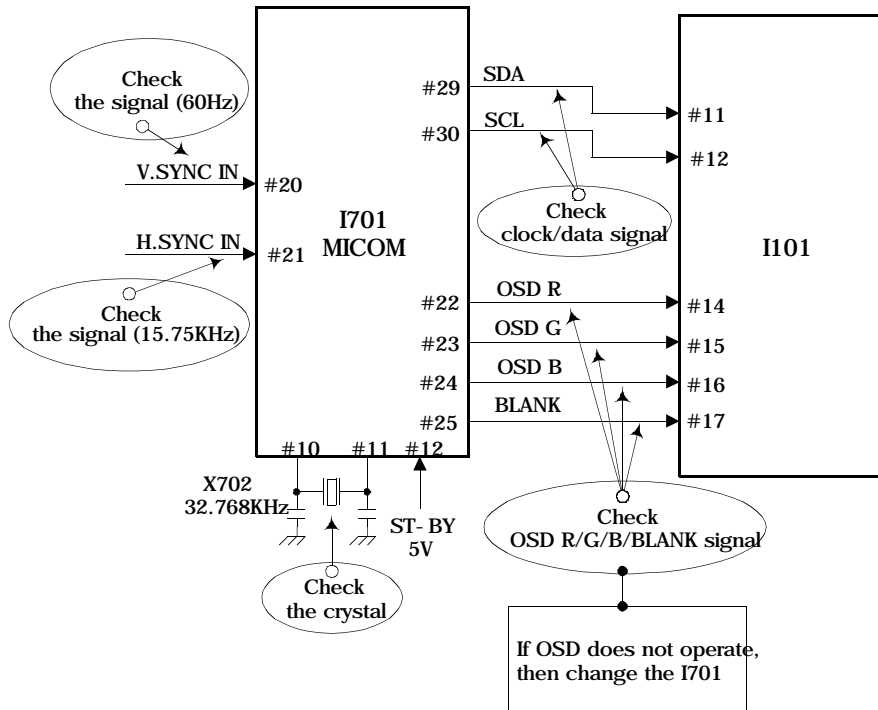 Check
the signal (60Hz)
V.SYNC IN
#20
H.SYNC IN
#21
Check
the signal (15.75KHz)
I701
MICOM
#29
SDA
#11
#30
SCL
#12
Check
clock/data signal
I101
#22
OSD R
#14
#23
OSD G
#15
#24
OSD B
#16
#25
BLANK
#17
#10
#11
#12
X702
32.768KHz
ST-BY
5V
Check
the crystal
Check
OSD R/G/B/BLANK signal
If OSD does not operate,
then change the I701